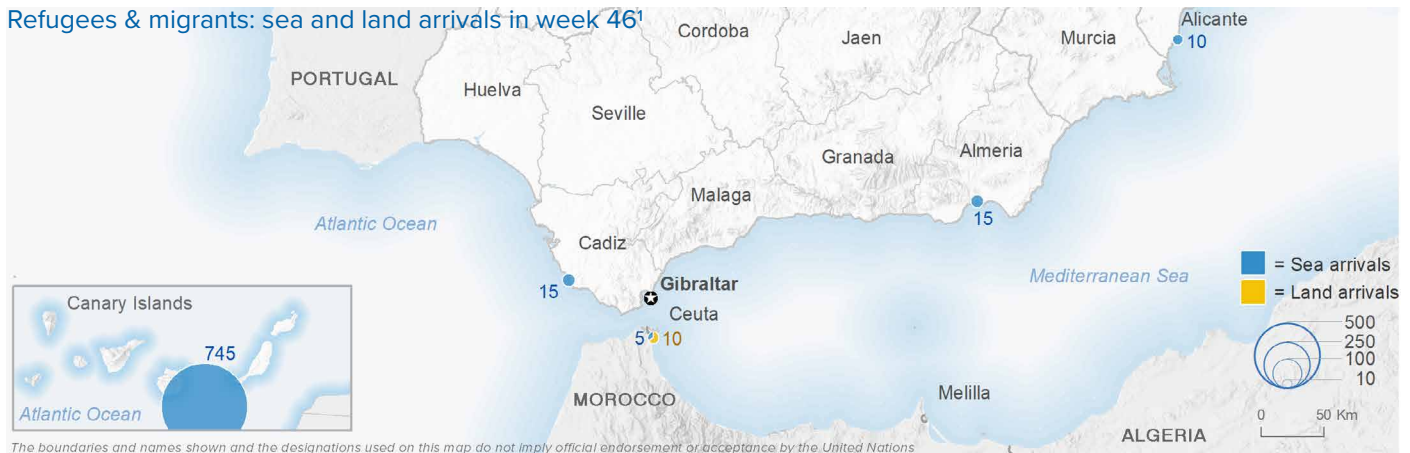 Refugees & migrants: sea and land arrivals in week 46¹
Alicante
10
Cordoba
Jaen
Murcia
PORTUGAL
Huelva
Seville
Granada
Almeria
Malaga
15
Atlantic Ocean
Cadiz
Mediterranean Sea
= Sea arrivals
15
Gibraltar
= Land arrivals
Canary Islands
Ceuta
500
5
10
250
745
100
10
Melilla
MOROCCO
Atlantic Ocean
0 50 Km
ALGERIA
The boundaries and names shown and the designations used on this map do not imply official endorsement or acceptance by the United Nations